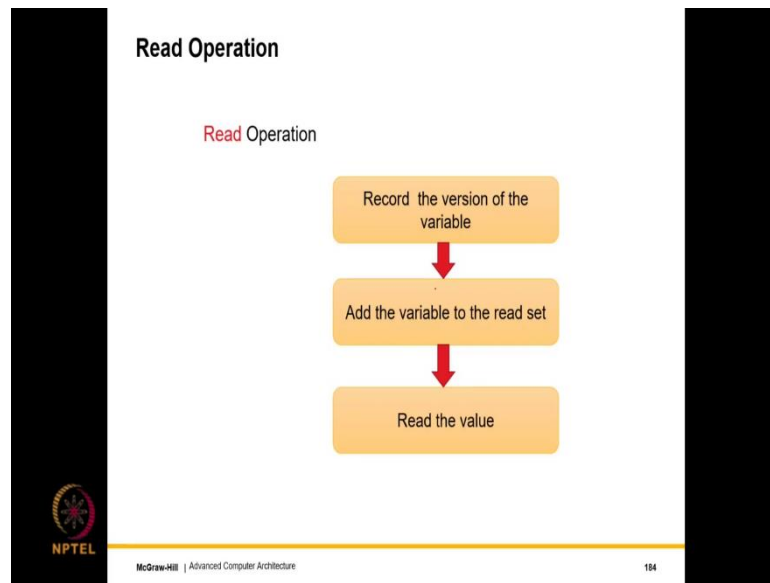 Read Operation
Read Operation
Record the version of the
variable
Add the variable to the read set
Read the value
NPTEL
McGraw-Hill | Advanced Computer Architecture
184